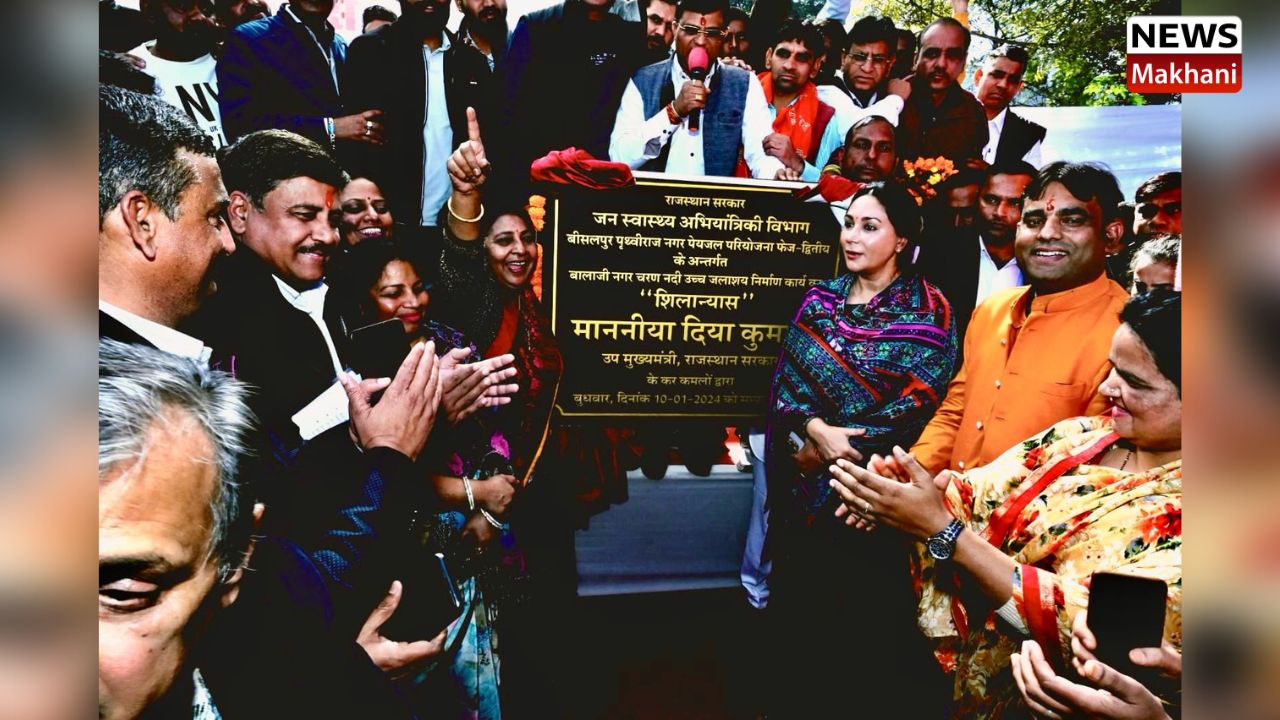 NEWS
Makhani
NY
राजस्थान सरकार
जन स्वास्थ्य अभियांत्रिकी विभाग
बीसलपुर पृथ्वीराज नगर पेयजल परियोजना फेज-द्वितीय
के अन्तर्गत
बालाजी नगर चरण नदी उच्च जलाशय निर्माण कार्य
"शिलान्यास"
माननीया दिया
उप मुख्यमंत्री, राजस्थान सरकार
के कर कमलों द्वारा
बुधवार, दिनांक 10-01-2024 को